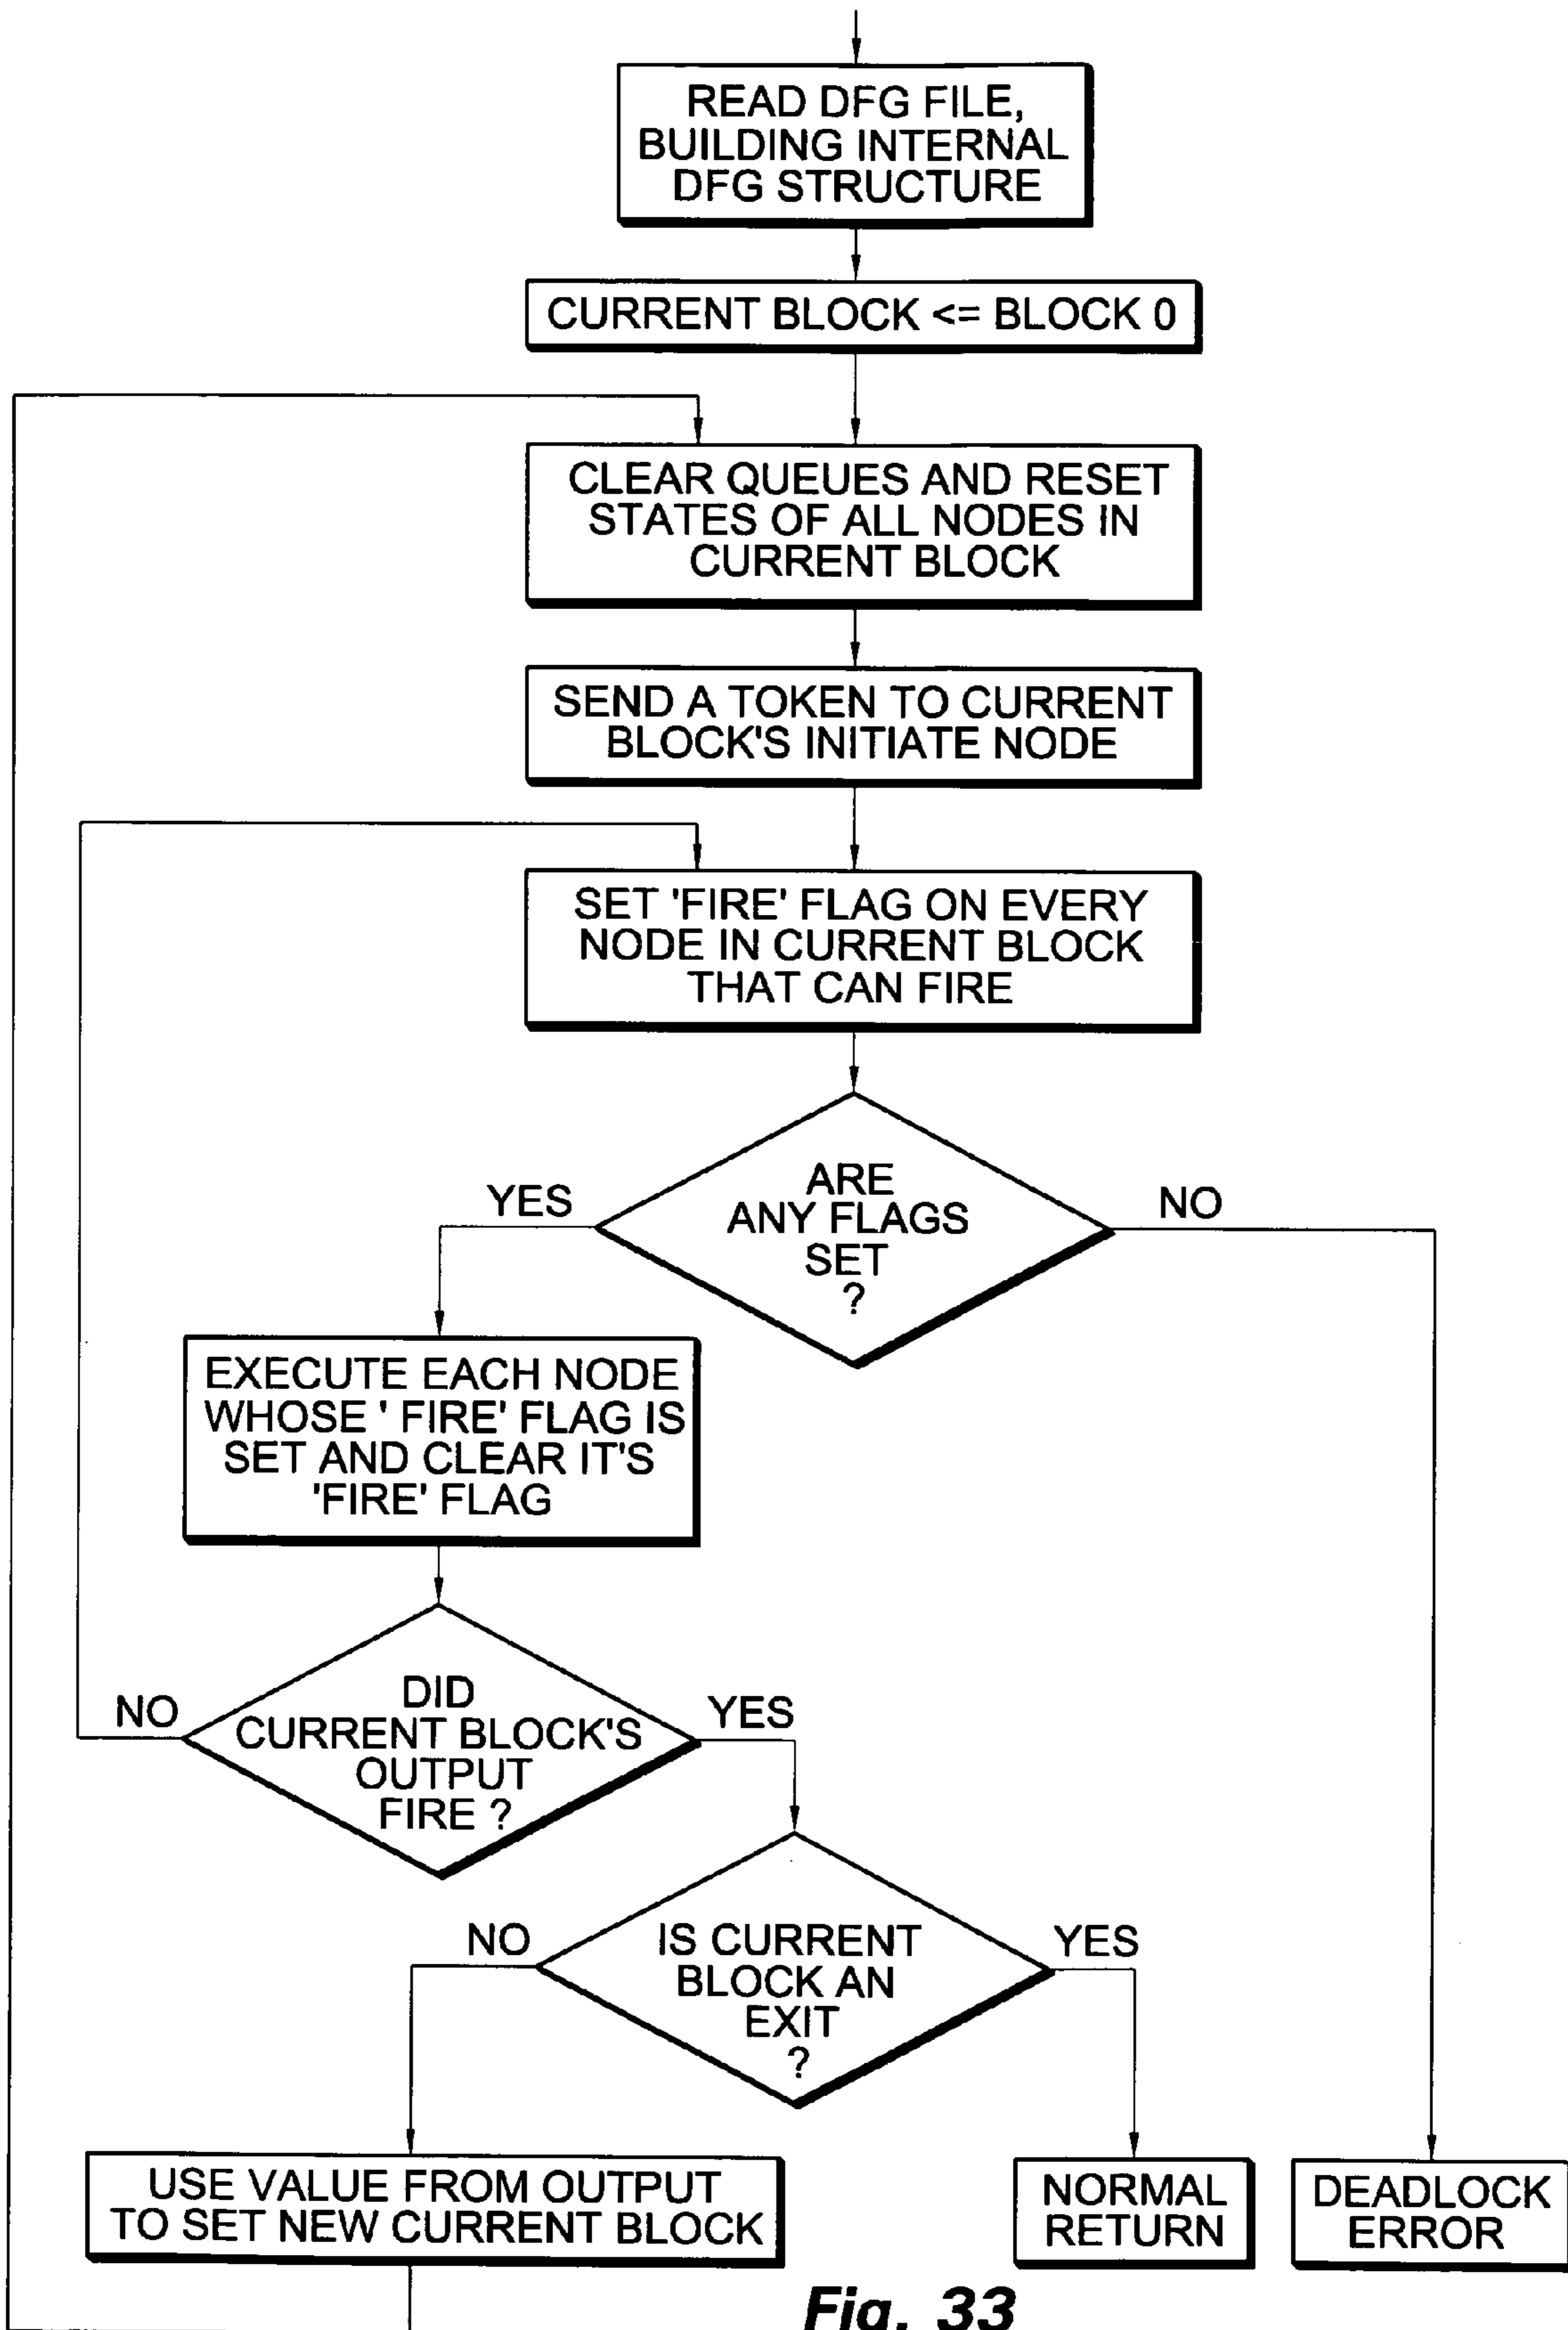 READ DFG FILE,
BUILDING INTERNAL
DFG STRUCTURE
CURRENT BLOCK <= BLOCK 0
CLEAR QUEUES AND RESET
STATES OF ALL NODES IN
CURRENT BLOCK
SEND A TOKEN TO CURRENT
BLOCK'S INITIATE NODE
SET 'FIRE' FLAG ON EVERY
NODE IN CURRENT BLOCK
THAT CAN FIRE
YES
ARE
ANY FLAGS
SET
?
NO
EXECUTE EACH NODE
WHOSE ' FIRE' FLAG IS
SET AND CLEAR IT'S
'FIRE' FLAG
NO
DID
CURRENT BLOCK'S
OUTPUT
FIRE ?
YES
NO
IS CURRENT
BLOCK AN
EXIT
?
YES
USE VALUE FROM OUTPUT
TO SET NEW CURRENT BLOCK
NORMAL
RETURN
DEADLOCK
ERROR
Fig. 33